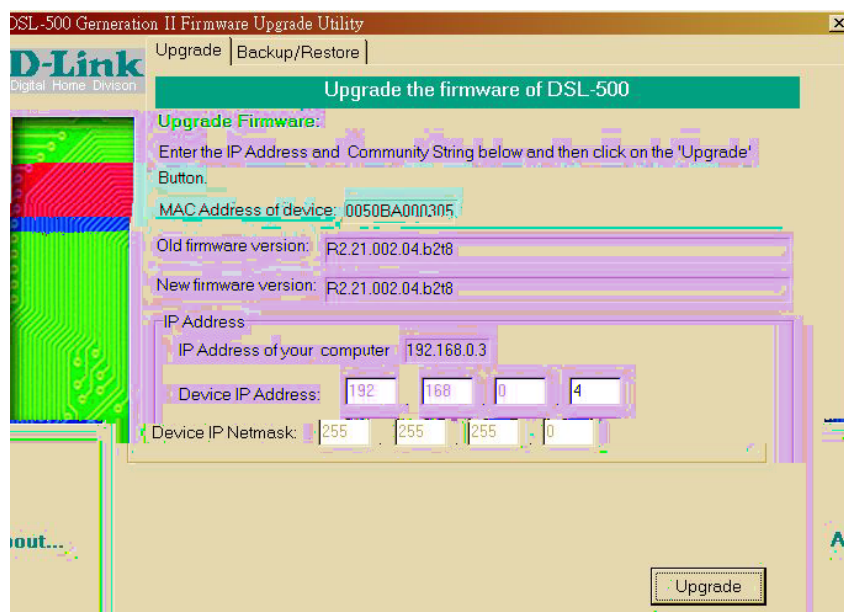 DSL-500 Gerneration II Firmware Upgrade Utility
D-Link
Digital Home Divison
Upgrade
Backup/Restore
Upgrade the firmware of DSL-500
Upgrade Firmware:
Enter the IP Address and Community String below and then click on the 'Upgrade'
Button.
MAC Address of device: 0050BA000305
Old firmware version: R2.21.002.04.b2t8
New firmware version: R2.21.002.04.b2t8
IP Address
IP Address of your computer 192.168.0.3
Device IP Address: 192 . 168 . 0 . 4
Device IP Netmask: 255 . 255 . 255 . 0
out...
A
Upgrade